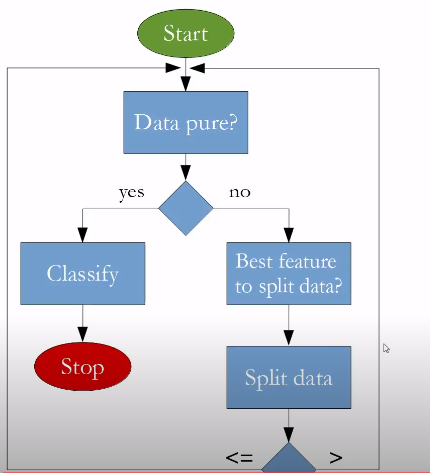 Start
Data pure?
yes
no
Classify
Best feature
to split data?
Stop
Split data
<=
>